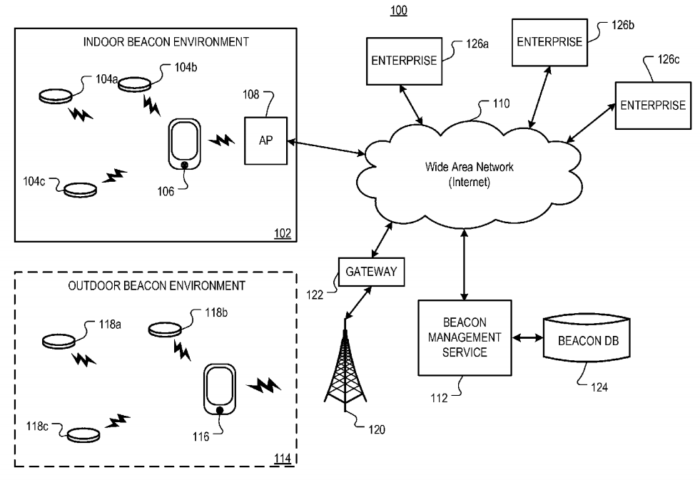 100
INDOOR BEACON ENVIRONMENT
104a
104b
108
AP
106
104c
102
ENTERPRISE
126a
ENTERPRISE
126b
ENTERPRISE
126c
110
Wide Area Network
(Internet)
OUTDOOR BEACON ENVIRONMENT
118a
118b
116
118c
114
GATEWAY
122
120
BEACON
MANAGEMENT
SERVICE
112
BEACON DB
124